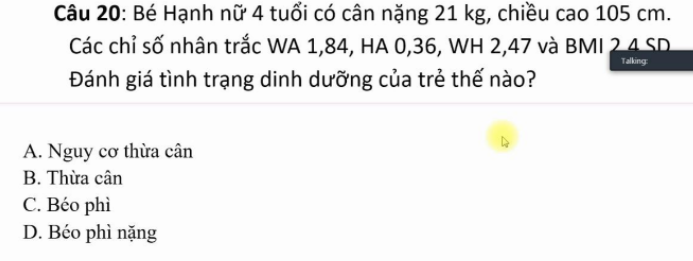 Câu 20: Bé Hạnh nữ 4 tuổi có cân nặng 21 kg, chiều cao 105 cm.
Các chỉ số nhân trắc WA 1,84, HA 0,36, WH 2,47 và BMI 2,4 SD
Talking:
Đánh giá tình trạng dinh dưỡng của trẻ thế nào?
A. Nguy cơ thừa cân
B. Thừa cân
C. Béo phì
D. Béo phì nặng